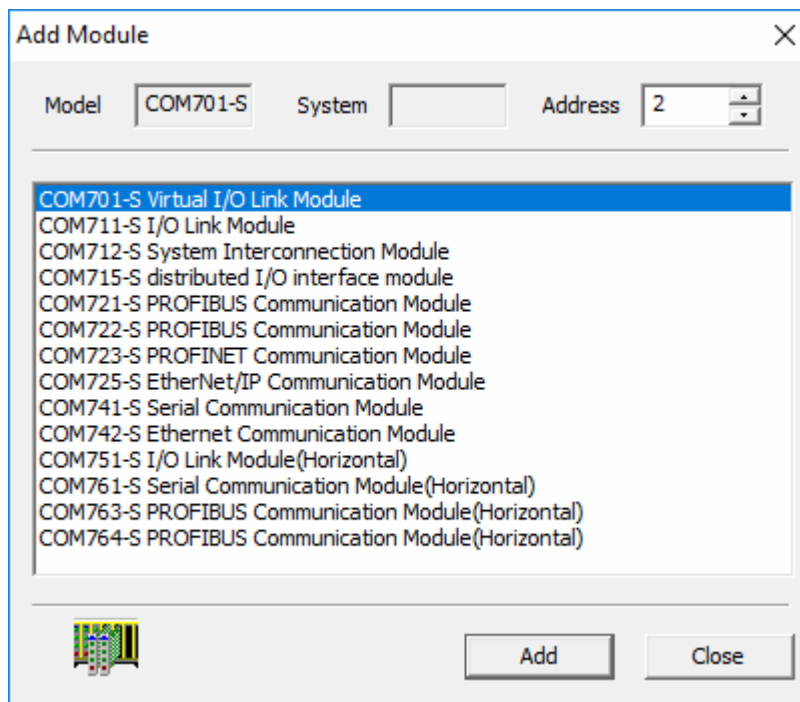 Add Module
Model COM701-S System Address 2
COM701-S Virtual I/O Link Module
COM711-S I/O Link Module
COM712-S System Interconnection Module
COM715-S distributed I/O interface module
COM721-S PROFIBUS Communication Module
COM722-S PROFIBUS Communication Module
COM723-S PROFINET Communication Module
COM725-S EtherNet/IP Communication Module
COM741-S Serial Communication Module
COM742-S Ethernet Communication Module
COM751-S I/O Link Module(Horizontal)
COM761-S Serial Communication Module(Horizontal)
COM763-S PROFIBUS Communication Module(Horizontal)
COM764-S PROFIBUS Communication Module(Horizontal)
Add Close